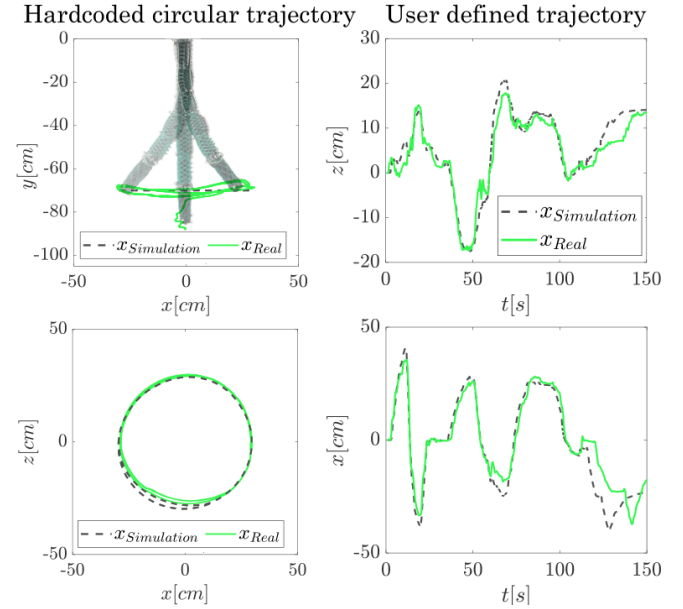 Hardcoded circular trajectory
User defined trajectory
0
-20
-40
-60
-80
-100
y[cm]
x_Simulation x_Real
-50 0 50
x[cm]
30
20
10
0
-10
-20
z[cm]
x_Simulation
x_Real
0 50 100 150
t[s]
50
0
-50
z[cm]
x_Simulation x_Real
-50 0 50
x[cm]
50
0
-50
x[cm]
0 50 100 150
t[s]